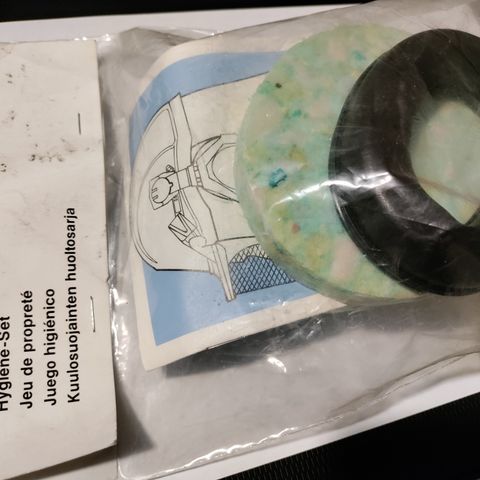 Hygiene-Set
Jeu de propreté
Juego higiénico
Kuulosuojainten huoltosarja